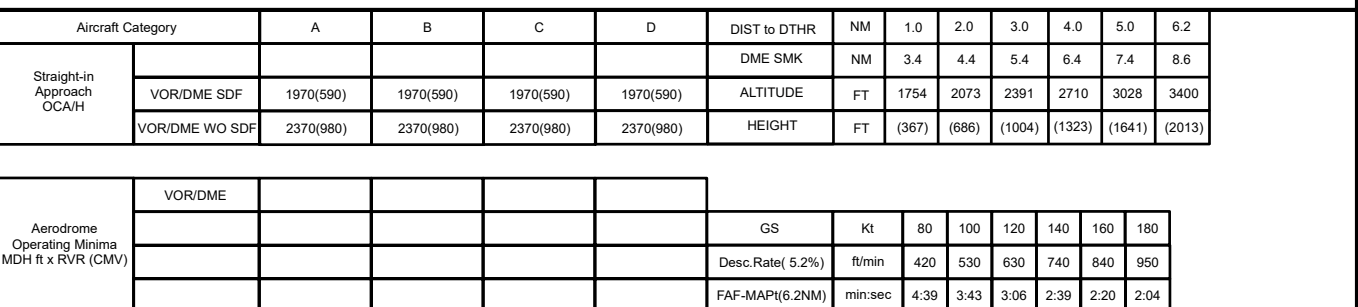 Aircraft Category A B C D DIST to DTHR NM 1.0 2.0 3.0 4.0 5.0 6.2
DME SMK NM 3.4 4.4 5.4 6.4 7.4 8.6
Straight-in
Approach
OCA/H
VOR/DME SDF 1970(590) 1970(590) 1970(590) 1970(590) ALTITUDE FT 1754 2073 2391 2710 3028 3400
VOR/DME WO SDF 2370(980) 2370(980) 2370(980) 2370(980) HEIGHT FT (367) (686) (1004) (1323) (1641) (2013)
VOR/DME
Aerodrome
Operating Minima
MDH ft x RVR (CMV)
GS Kt 80 100 120 140 160 180
Desc.Rate( 5.2%) ft/min 420 530 630 740 840 950
FAF-MAPt(6.2NM) min:sec 4:39 3:43 3:06 2:39 2:20 2:04